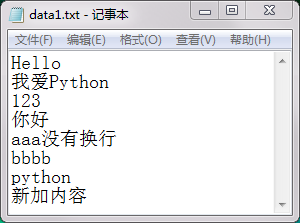 data1.txt - 记事本
文件(F) 编辑(E) 格式(O) 查看(V) 帮助(H)
Hello
我爱Python
123
你好
aaa没有换行
bbbb
python
新加内容